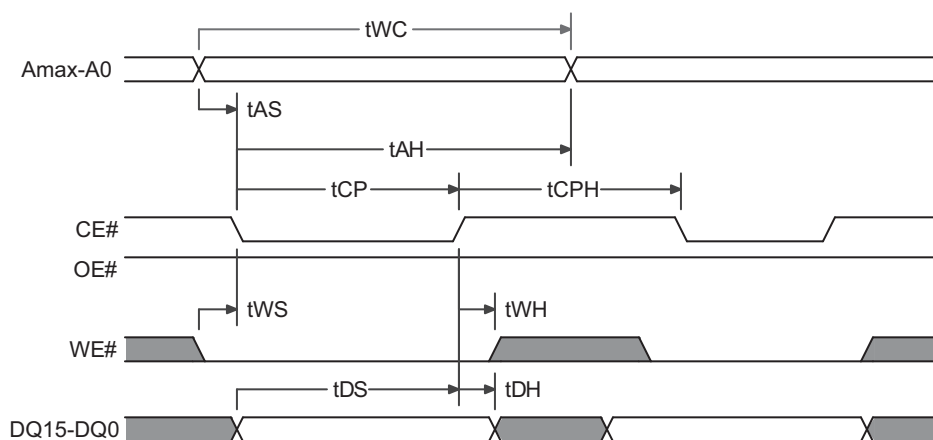 tWC
Amax-A0
tAS
tAH
tCP
tCPH
CE#
OE#
tWS
tWH
WE#
tDS
tDH
DQ15-DQ0